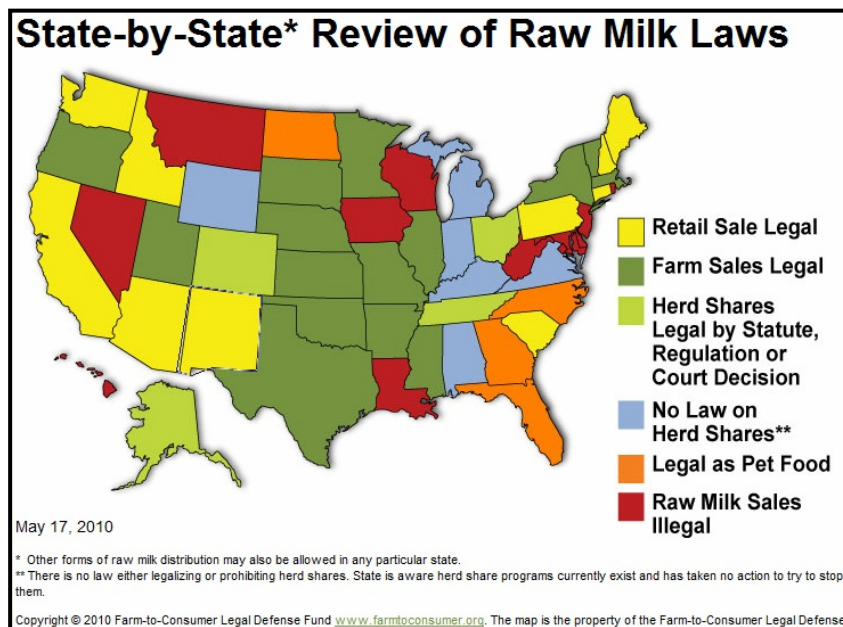 State-by-State* Review of Raw Milk Laws
Retail Sale Legal
Farm Sales Legal
Herd Shares
Legal by Statute,
Regulation or
Court Decision
No Law on
Herd Shares**
Legal as Pet Food
Raw Milk Sales
Illegal
May 17, 2010
* Other forms of raw milk distribution may also be allowed in any particular state.
** There is no law either legalizing or prohibiting herd shares. State is aware herd share programs currently exist and has taken no action to try to stop
them.
Copyright © 2010 Farm-to-Consumer Legal Defense Fund www.farmtoconsumer.org. The map is the property of the Farm-to-Consumer Legal Defense